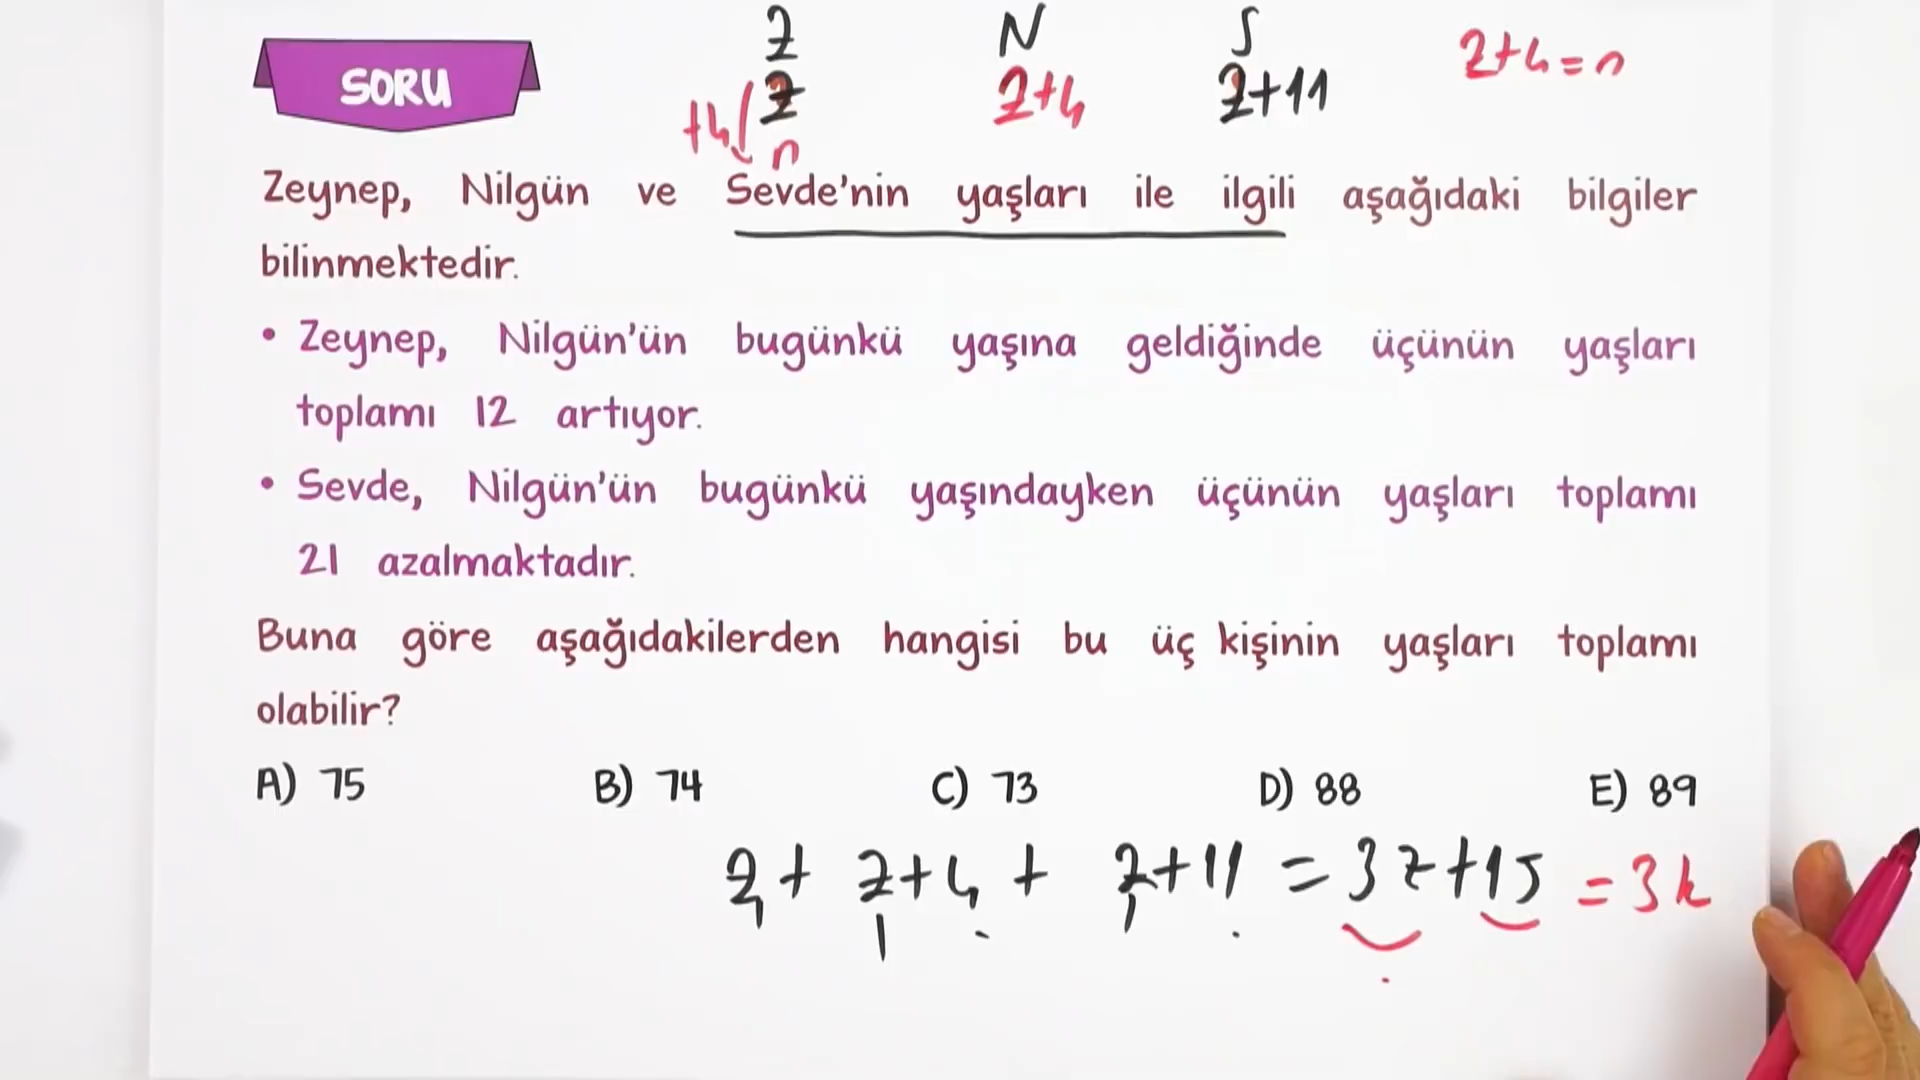 Z N S
SORU
Z Z+4 Z+11 Z+4=n
+4
n
Zeynep, Nilgün ve Sevde'nin yaşları ile ilgili aşağıdaki bilgiler
bilinmektedir.
• Zeynep, Nilgün'ün bugünkü yaşına geldiğinde üçünün yaşları
toplamı 12 artıyor.
• Sevde, Nilgün'ün bugünkü yaşındayken üçünün yaşları toplamı
21 azalmaktadır.
Buna göre aşağıdakilerden hangisi bu üç kişinin yaşları toplamı
olabilir?
A) 75 B) 74 C) 73 D) 88 E) 89
Z + Z+4 + Z+11 = 3Z+15 = 3k